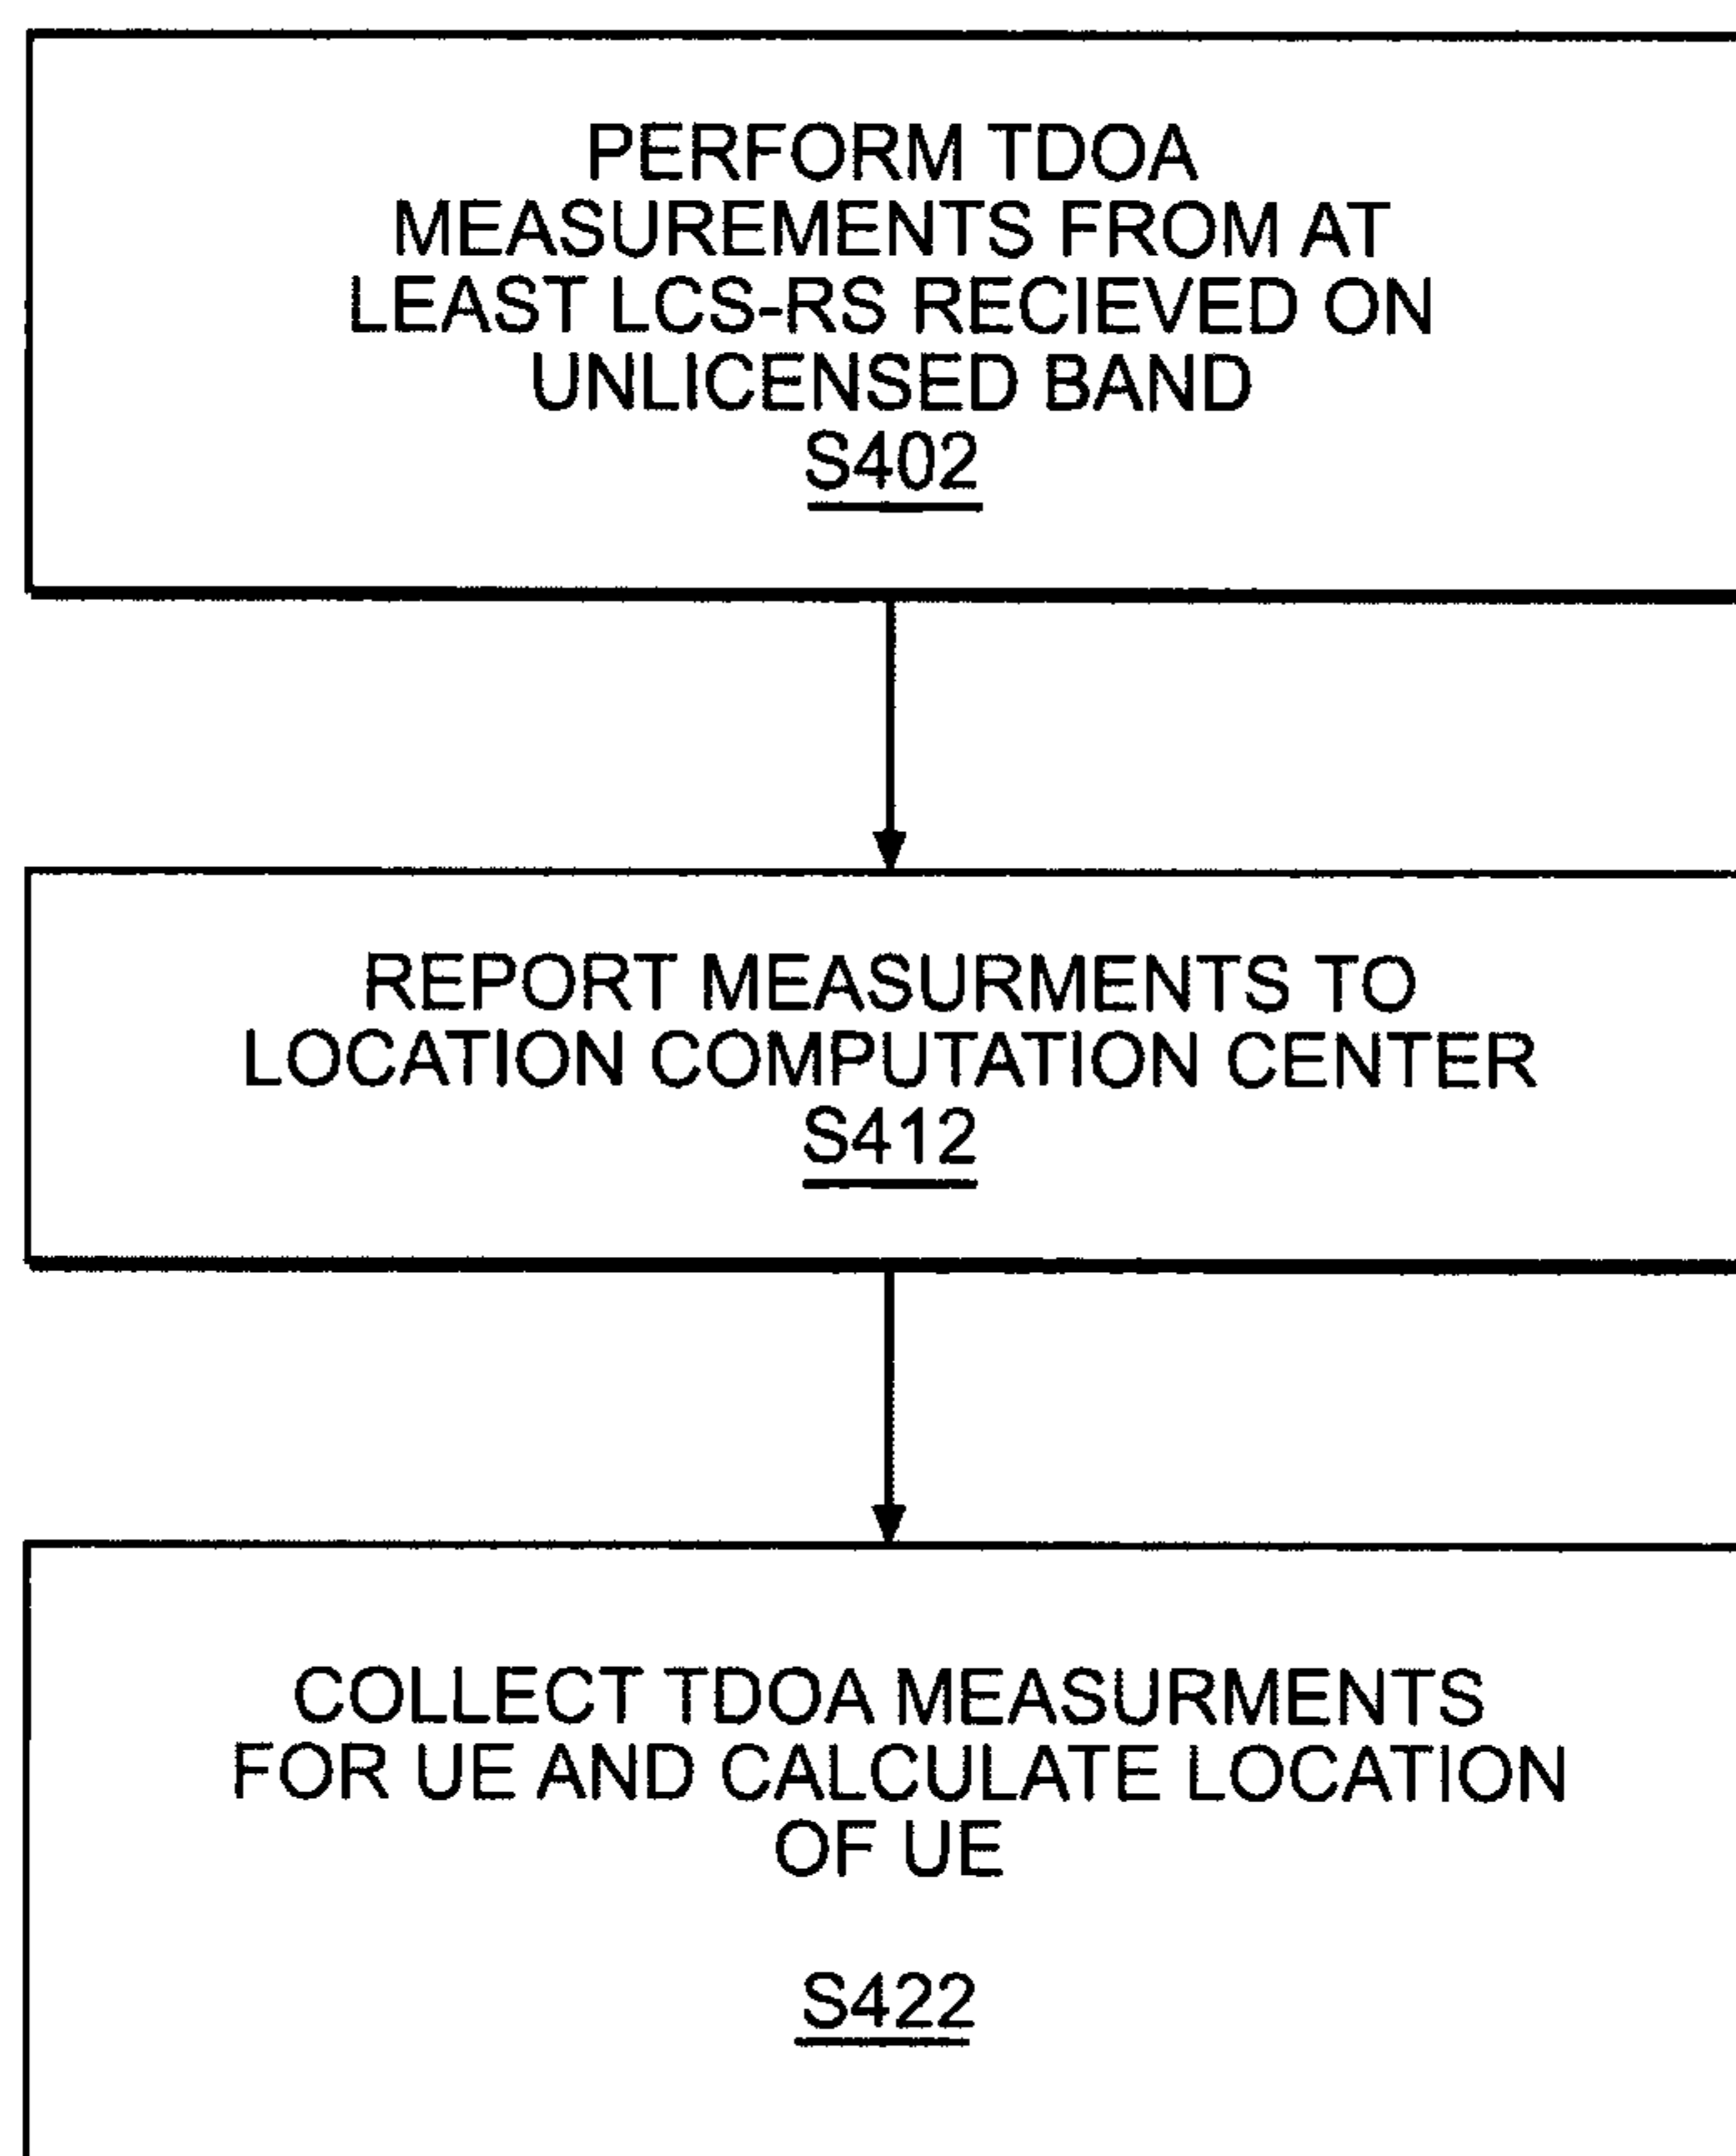 PERFORM TDOA
MEASUREMENTS FROM AT
LEAST LCS-RS RECIEVED ON
UNLICENSED BAND
S402
REPORT MEASURMENTS TO
LOCATION COMPUTATION CENTER
S412
COLLECT TDOA MEASURMENTS
FOR UE AND CALCULATE LOCATION
OF UE
S422